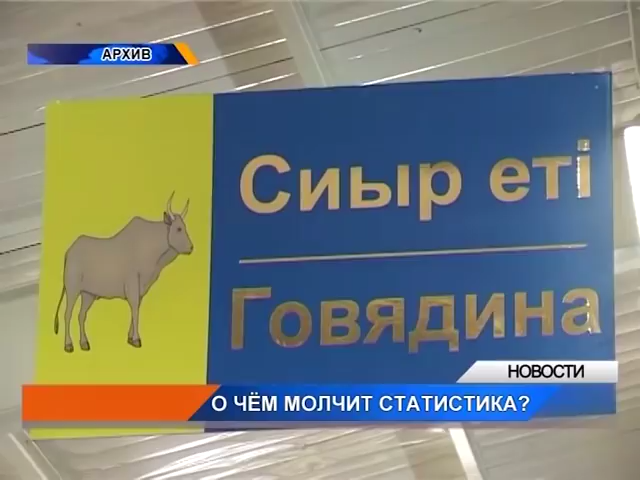 АРХИВ
Сиыр еті
Говядина
НОВОСТИ
О ЧЁМ МОЛЧИТ СТАТИСТИКА?